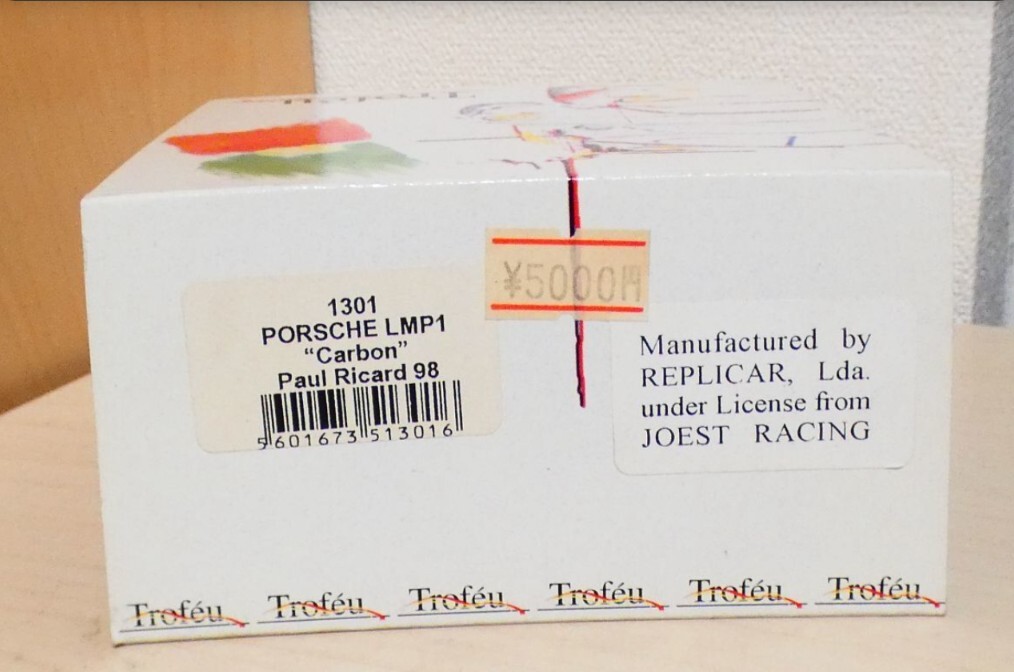 ¥5000円
1301
PORSCHE LMP1
“Carbon”
Paul Ricard 98
5601673513016
Manufactured by
REPLICAR, Lda.
under License from
JOEST RACING
Troféu Troféu Troféu Troféu Troféu Troféu